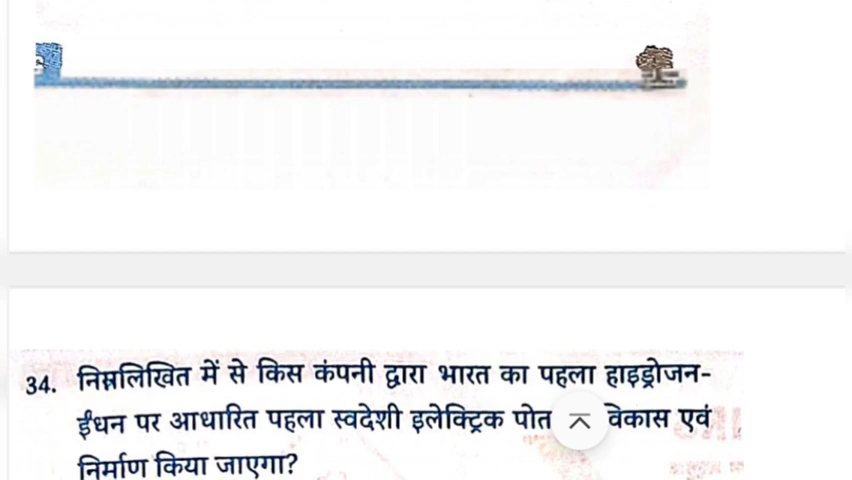 34. निम्नलिखित में से किस कंपनी द्वारा भारत का पहला हाइड्रोजन-
ईंधन पर आधारित पहला स्वदेशी इलेक्ट्रिक पोत विकास एवं
निर्माण किया जाएगा?